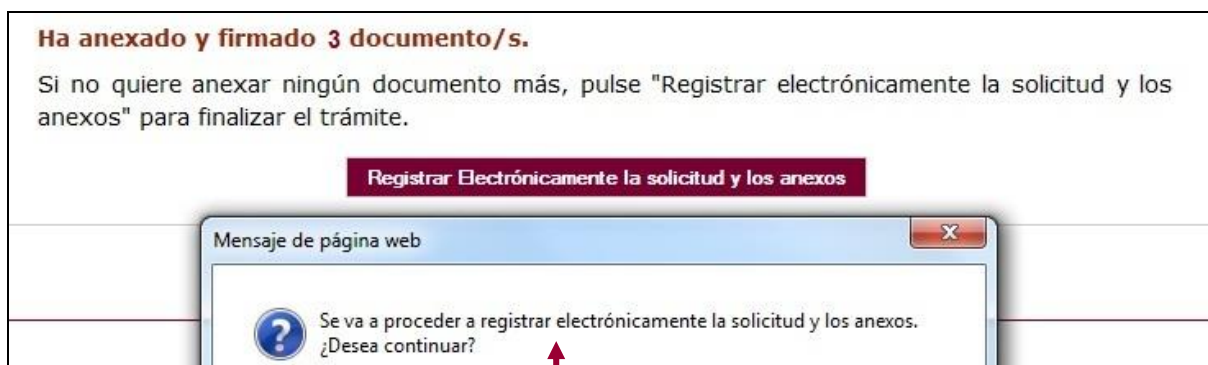 Ha anexado y firmado 3 documento/s.
Si no quiere anexar ningún documento más, pulse "Registrar electrónicamente la solicitud y los
anexos" para finalizar el trámite.
Registrar Electrónicamente la solicitud y los anexos
Mensaje de página web
Se va a proceder a registrar electrónicamente la solicitud y los anexos.
¿Desea continuar?